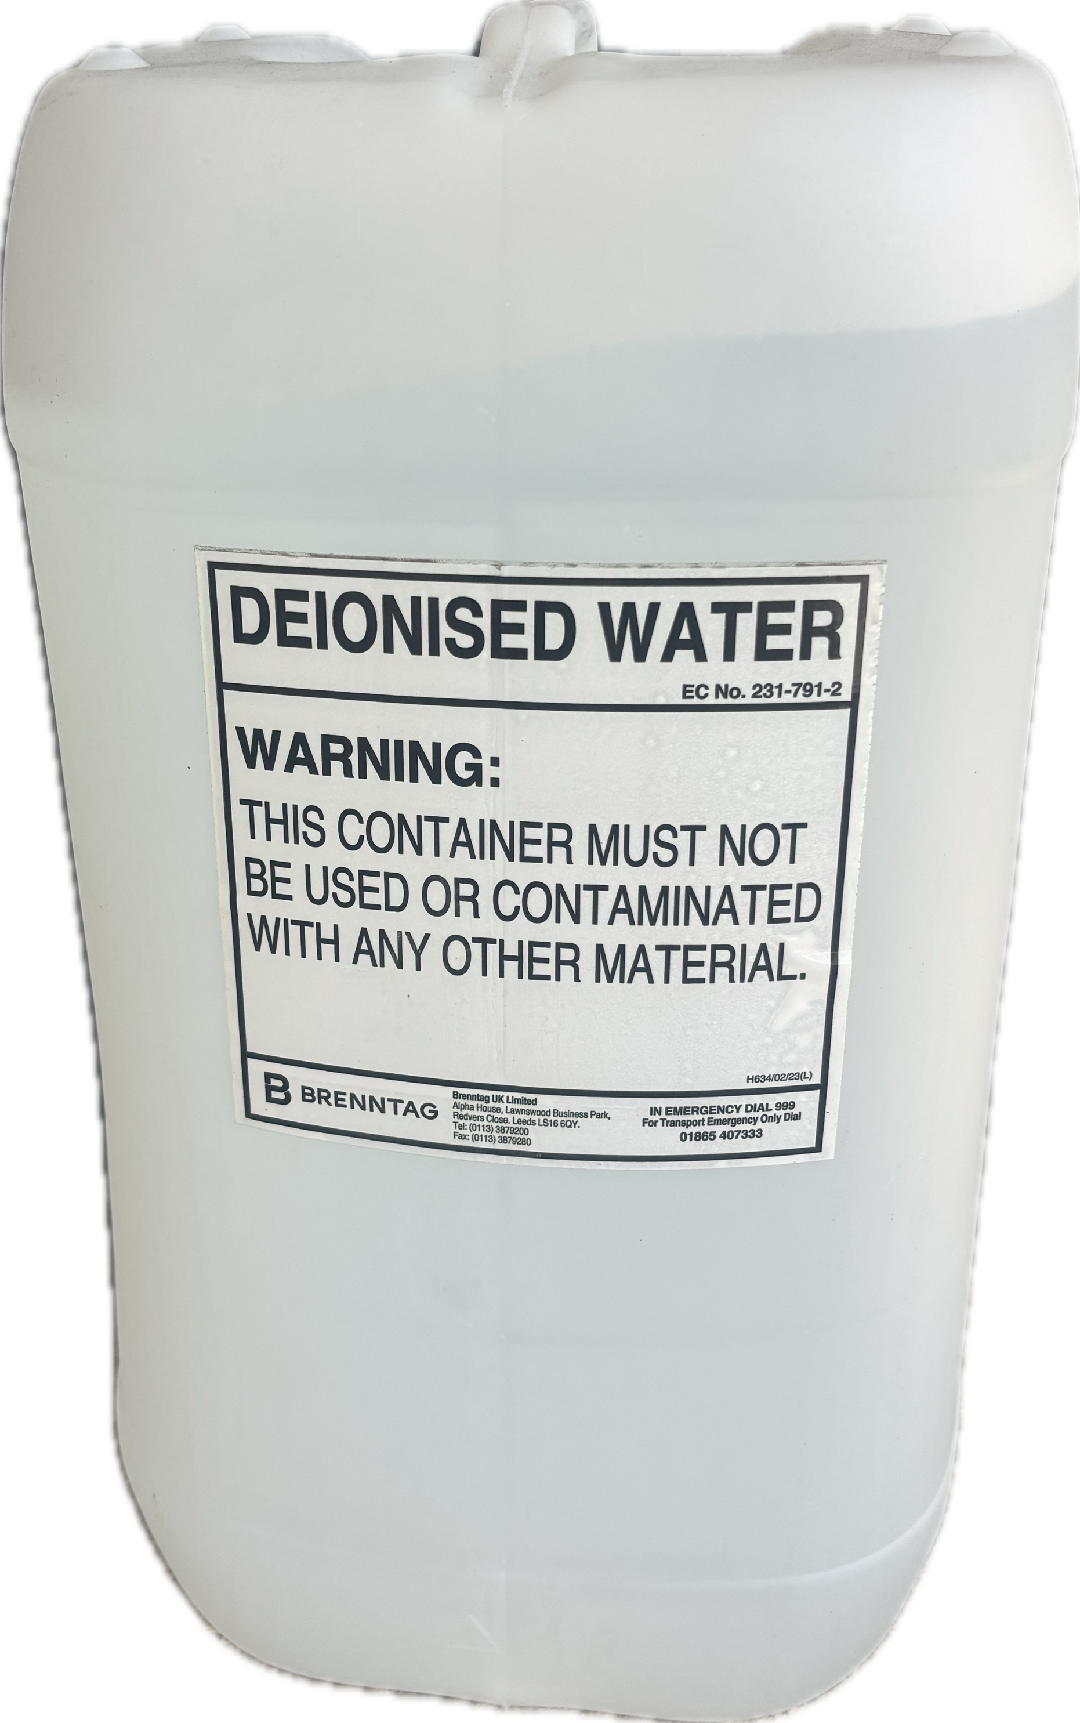 DEIONISED WATER
EC No. 231-791-2
WARNING:
THIS CONTAINER MUST NOT
BE USED OR CONTAMINATED
WITH ANY OTHER MATERIAL.
H634/02/23(L)
B BRENNTAG
Brenntag UK Limited
Alpha House, Lawnswood Business Park,
Redvers Close, Leeds LS16 6QY.
Tel: (0113) 3879200
Fax: (0113) 3879280
IN EMERGENCY DIAL 999
For Transport Emergency Only Dial
01865 407333